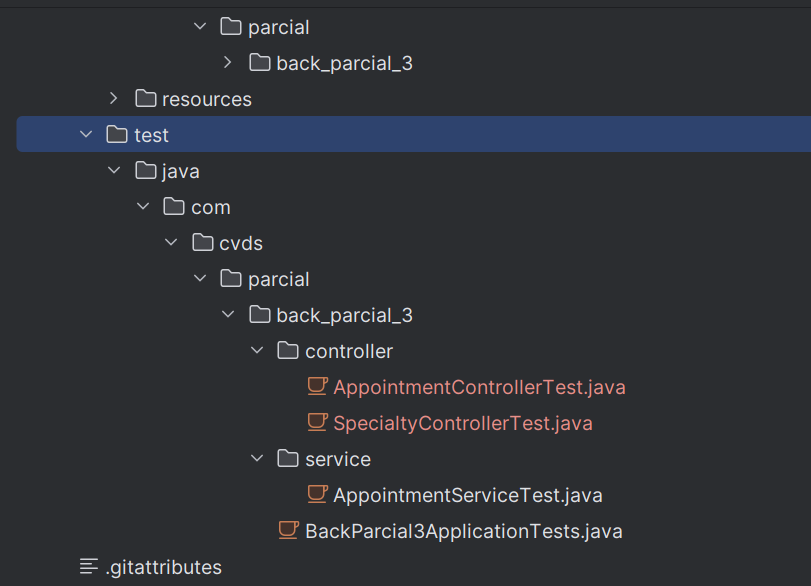 parcial
back_parcial_3
resources
test
java
com
cvds
parcial
back_parcial_3
controller
AppointmentControllerTest.java
SpecialtyControllerTest.java
service
AppointmentServiceTest.java
BackParcial3ApplicationTests.java
.gitattributes